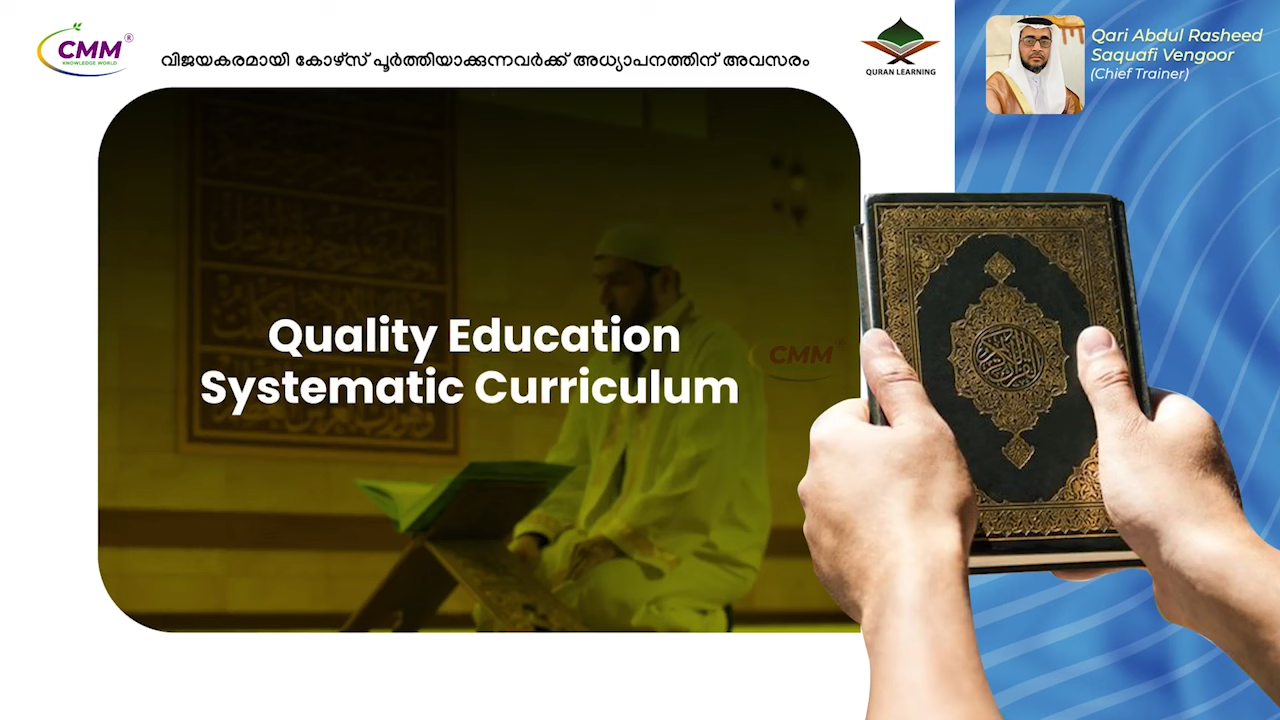 CMM®
KNOWLEDGE WORLD
വിജയകരമായി കോഴ്സ് പൂർത്തിയാക്കുന്നവർക്ക് അധ്യാപനത്തിന് അവസരം
QURAN LEARNING
Qari Abdul Rasheed
Saquafi Vengoor
(Chief Trainer)
Quality Education
Systematic Curriculum
CMM®